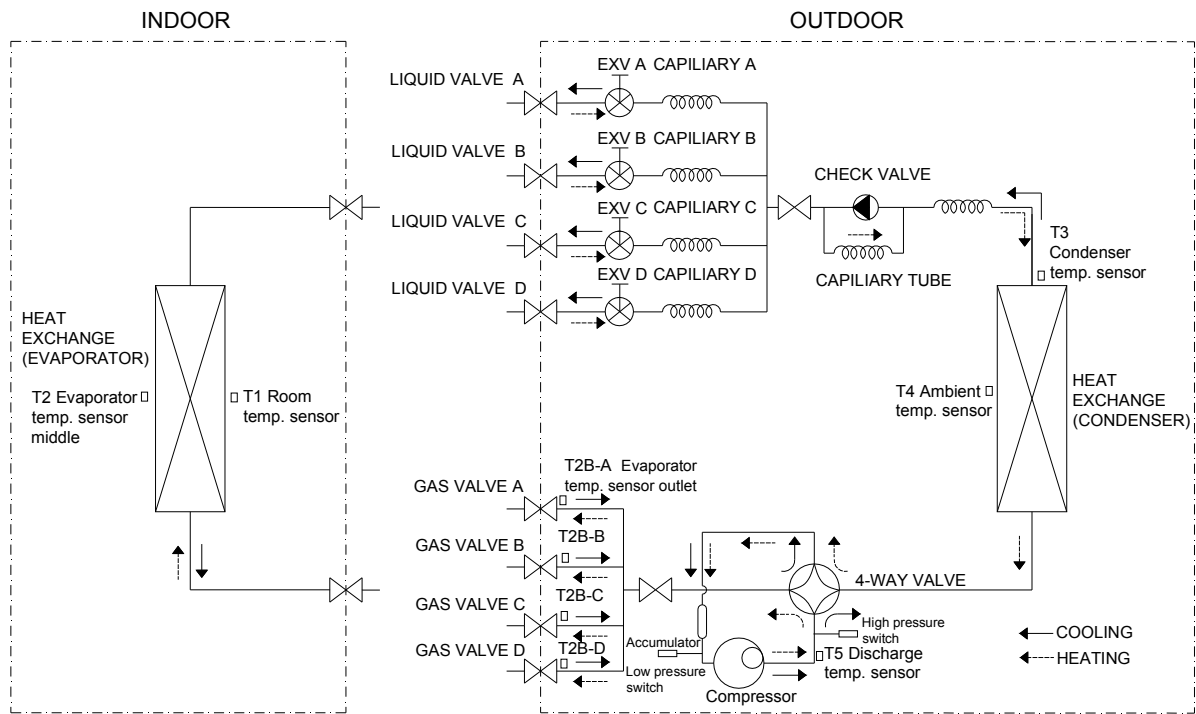 INDOOR
OUTDOOR
LIQUID VALVE A
EXV A CAPILIARY A
LIQUID VALVE B
EXV B CAPILIARY B
LIQUID VALVE C
EXV C CAPILIARY C
LIQUID VALVE D
EXV D CAPILIARY D
CHECK VALVE
CAPILIARY TUBE
T3
Condenser
temp. sensor
HEAT
EXCHANGE
(EVAPORATOR)
T2 Evaporator
temp. sensor
middle
T1 Room
temp. sensor
T4 Ambient
temp. sensor
HEAT
EXCHANGE
(CONDENSER)
T2B-A Evaporator
temp. sensor outlet
GAS VALVE A
T2B-B
GAS VALVE B
T2B-C
GAS VALVE C
T2B-D
GAS VALVE D
4-WAY VALVE
High pressure
switch
Accumulator
Low pressure
switch
T5 Discharge
temp. sensor
Compressor
COOLING
HEATING